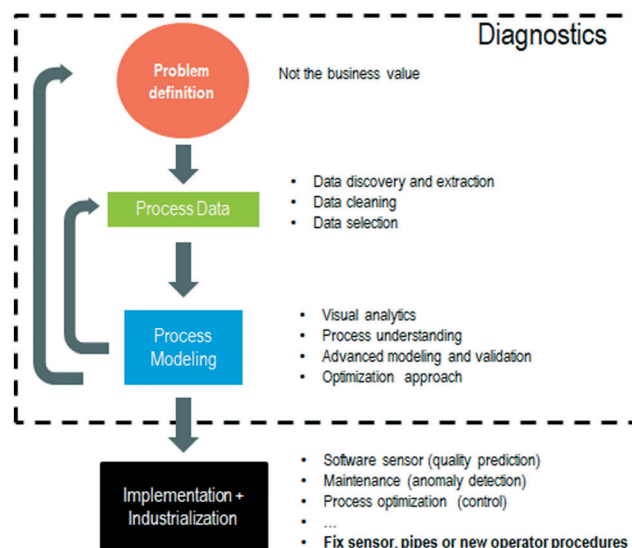 Diagnostics
Problem
definition
Not the business value
Process Data
• Data discovery and extraction
• Data cleaning
• Data selection
Process
Modeling
• Visual analytics
• Process understanding
• Advanced modeling and validation
• Optimization approach
Implementation +
Industrialization
• Software sensor (quality prediction)
• Maintenance (anomaly detection)
• Process optimization (control)
• ...
• Fix sensor, pipes or new operator procedures